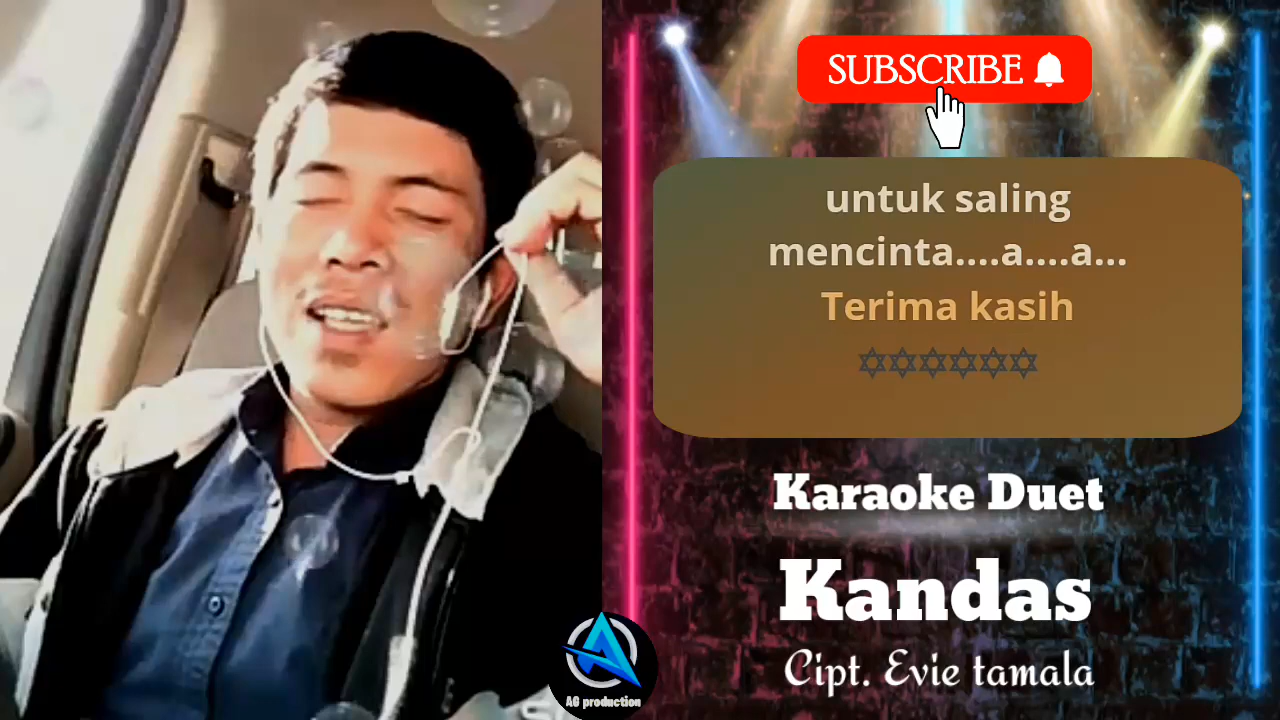 SUBSCRIBE
untuk saling
mencinta....a....a...
Terima kasih
✡✡✡✡✡✡
Karaoke Duet
Kandas
Cipt. Evie tamala
AG production